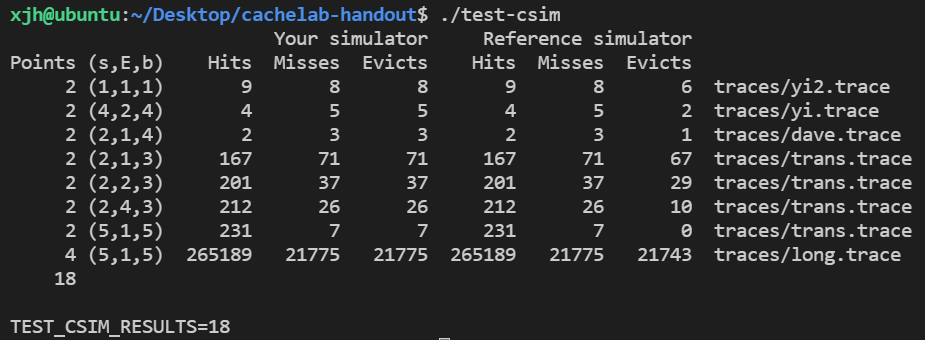 xjh@ubuntu:~/Desktop/cachelab-handout$ ./test-csim
Your simulator Reference simulator
Points (s,E,b) Hits Misses Evicts Hits Misses Evicts
2 (1,1,1) 9 8 8 9 8 6 traces/yi2.trace
2 (4,2,4) 4 5 5 4 5 2 traces/yi.trace
2 (2,1,4) 2 3 3 2 3 1 traces/dave.trace
2 (2,1,3) 167 71 71 167 71 67 traces/trans.trace
2 (2,2,3) 201 37 37 201 37 29 traces/trans.trace
2 (2,4,3) 212 26 26 212 26 10 traces/trans.trace
2 (5,1,5) 231 7 7 231 7 0 traces/trans.trace
4 (5,1,5) 265189 21775 21775 265189 21775 21743 traces/long.trace
18
TEST_CSIM_RESULTS=18